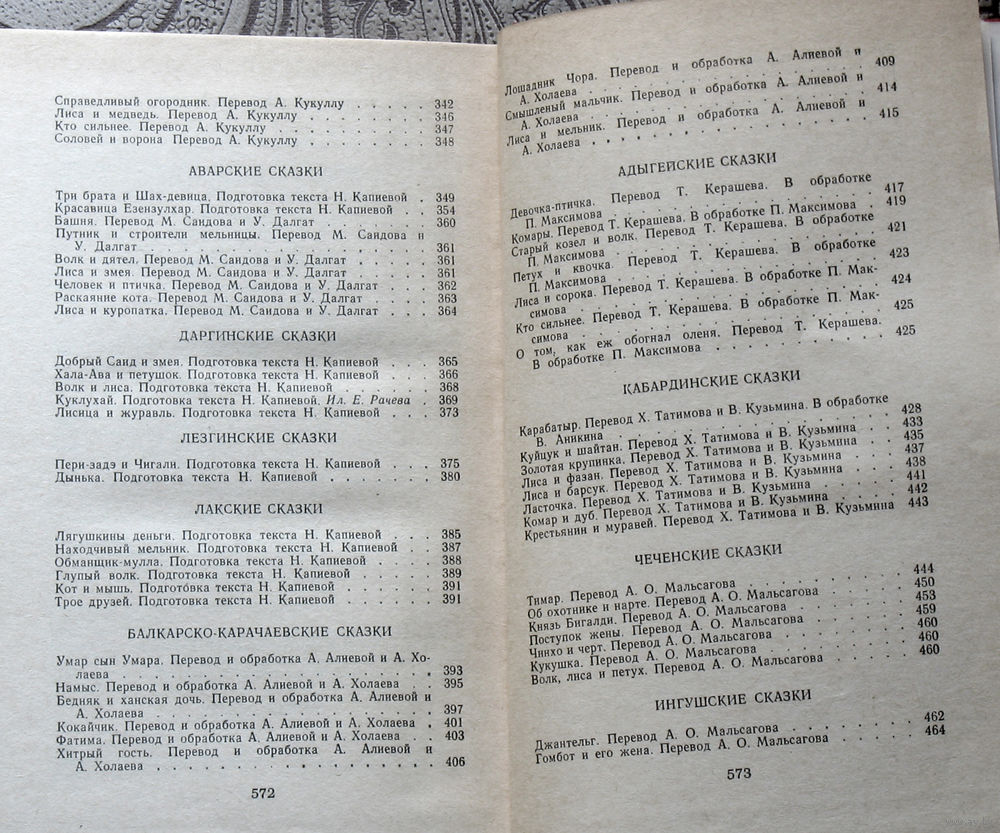 Справедливый огородник. Перевод А. Кукуллу . . . . . 342
Лиса и медведь. Перевод А. Кукуллу . . . . . . . 346
Кто сильнее. Перевод А. Кукуллу . . . . . . . . 347
Соловей и ворона. Перевод А. Кукуллу . . . . . . . 348
АВАРСКИЕ СКАЗКИ
Три брата и Шах-девица. Подготовка текста Н. Капиевой . 349
Красавица Езензулхар. Подготовка текста Н. Капиевой . . 354
Башня. Перевод М. Саидова и У. Далгат . . . . . . 360
Путник и строители мельницы. Перевод М. Саидова и
У. Далгат . . . . . . . . . . . . . . . 361
Волк и дятел. Перевод М. Саидова и У. Далгат . . . . 361
Лиса и змея. Перевод М. Саидова и У. Далгат . . . . 361
Человек и птичка. Перевод М. Саидова и У. Далгат . . . 362
Раскаяние кота. Перевод М. Саидова и У. Далгат . . . . 363
Лиса и куропатка. Перевод М. Саидова и У. Далгат . . . 364
ДАРГИНСКИЕ СКАЗКИ
Добрый Саид и змея. Подготовка текста Н. Капиевой . . . 365
Хала-Ава и петушок. Подготовка текста Н. Капиевой . . . 366
Волк и лиса. Подготовка текста Н. Капиевой . . . . . 368
Куклухай. Подготовка текста Н. Капиевой. Ил. Е. Рачева . 369
Лисица и журавль. Подготовка текста Н. Капиевой . . . 373
ЛЕЗГИНСКИЕ СКАЗКИ
Пери-задэ и Чигали. Подготовка текста Н. Капиевой . . . 375
Дынька. Подготовка текста Н. Капиевой . . . . . . 380
ЛАКСКИЕ СКАЗКИ
Лягушкины деньги. Подготовка текста Н. Капиевой . . . 385
Находчивый мельник. Подготовка текста Н. Капиевой . . 387
Обманщик-мулла. Подготовка текста Н. Капиевой . . . . 388
Глупый волк. Подготовка текста Н. Капиевой . . . . . 389
Кот и мышь. Подготовка текста Н. Капиевой . . . . . 391
Трое друзей. Подготовка текста Н. Капиевой . . . . . 391
БАЛКАРСКО-КАРАЧАЕВСКИЕ СКАЗКИ
Умар сын Умара. Перевод и обработка А. Алиевой и А. Хо-
лаева . . . . . . . . . . . . . . . . 393
Намыс. Перевод и обработка А. Алиевой и А. Холаева . . 395
Бедняк и ханская дочь. Перевод и обработка А. Алиевой и
А. Холаева . . . . . . . . . . . . . . 397
Кокайчик. Перевод и обработка А. Алиевой и А. Холаева . 401
Фатима. Перевод и обработка А. Алиевой и А. Холаева . . 403
Хитрый гость. Перевод и обработка А. Алиевой и
А. Холаева . . . . . . . . . . . . . . 406
572
Лошадник Чора. Перевод и обработка А. Алиевой и
А. Холаева . . . . . . . . . . . . . . 409
Смышленый мальчик. Перевод и обработка А. Алиевой и
А. Холаева . . . . . . . . . . . . . . 414
Лиса и мельник. Перевод и обработка А. Алиевой и
А. Холаева . . . . . . . . . . . . . . 415
АДЫГЕЙСКИЕ СКАЗКИ
Девочка-птичка. Перевод Т. Керашева. В обработке
П. Максимова . . . . . . . . . . . . . 417
Комары. Перевод Т. Керашева. В обработке П. Максимова . 419
Старый козел и волк. Перевод Т. Керашева. В обработке
П. Максимова . . . . . . . . . . . . . 421
Петух и квочка. Перевод Т. Керашева. В обработке
П. Максимова . . . . . . . . . . . . . 423
Лиса и сорока. Перевод Т. Керашева. В обработке П. Мак-
симова . . . . . . . . . . . . . . . 424
Кто сильнее. Перевод Т. Керашева. В обработке П. Мак-
симова . . . . . . . . . . . . . . . 425
О том, как еж обогнал оленя. Перевод Т. Керашева.
В обработке П. Максимова . . . . . . . . . 425
КАБАРДИНСКИЕ СКАЗКИ
Карабатыр. Перевод Х. Татимова и В. Кузьмина. В обработке
В. Аникина . . . . . . . . . . . . . . 428
Куйцук и шайтан. Перевод Х. Татимова и В. Кузьмина . . 433
Золотая крупинка. Перевод Х. Татимова и В. Кузьмина . . 435
Лиса и фазан. Перевод Х. Татимова и В. Кузьмина . . . 437
Лиса и барсук. Перевод Х. Татимова и В. Кузьмина . . . 438
Ласточка. Перевод Х. Татимова и В. Кузьмина . . . . 441
Комар и дуб. Перевод Х. Татимова и В. Кузьмина . . . 442
Крестьянин и муравей. Перевод Х. Татимова и В. Кузьмина 443
ЧЕЧЕНСКИЕ СКАЗКИ
Тимар. Перевод А. О. Мальсагова . . . . . . . . 444
Об охотнике и нарте. Перевод А. О. Мальсагова . . . . 450
Князь Бигалди. Перевод А. О. Мальсагова . . . . . . 453
Поступок жены. Перевод А. О. Мальсагова . . . . . 459
Чинхо и черт. Перевод А. О. Мальсагова . . . . . . 460
Кукушка. Перевод А. О. Мальсагова . . . . . . . 460
Волк, лиса и петух. Перевод А. О. Мальсагова . . . . 460
ИНГУШСКИЕ СКАЗКИ
Джантельг. Перевод А. О. Мальсагова . . . . . . . 462
Гомбот и его жена. Перевод А. О. Мальсагова . . . . 464
573